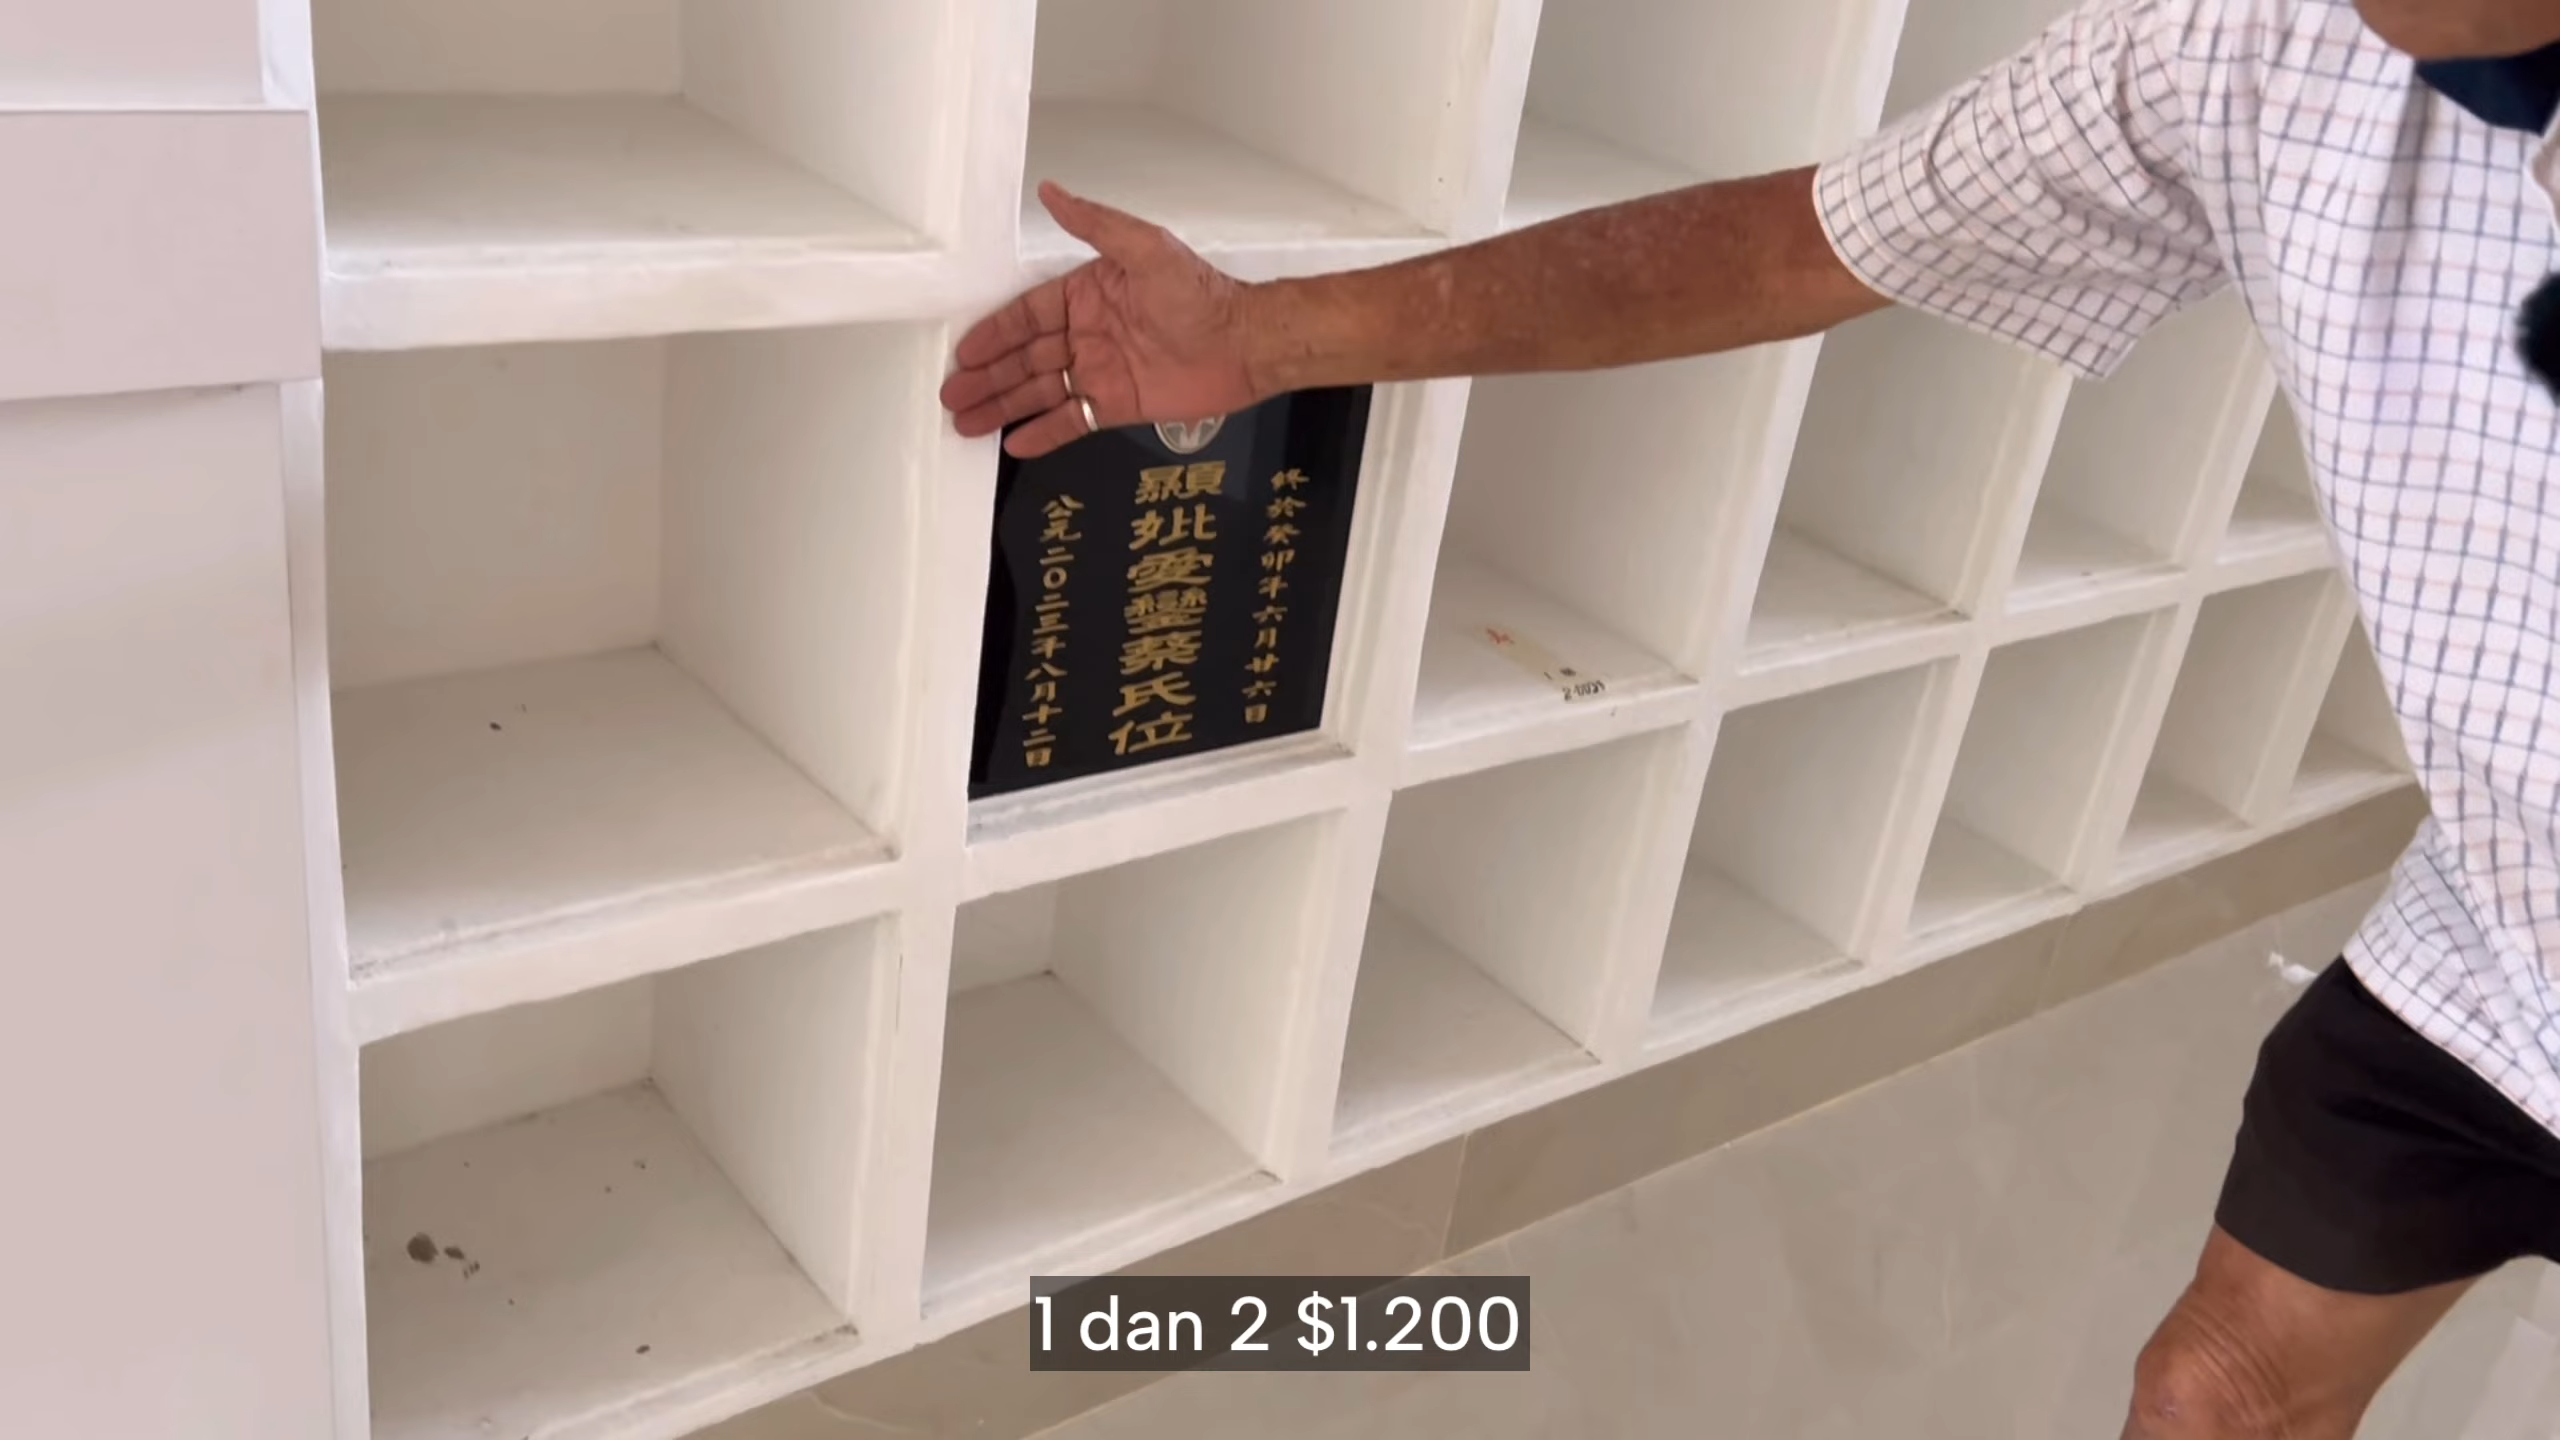 終於癸卯年六月廿六日
顯妣愛鑾蔡氏位
公元二〇二三年八月十二日
1 dan 2 $1.200